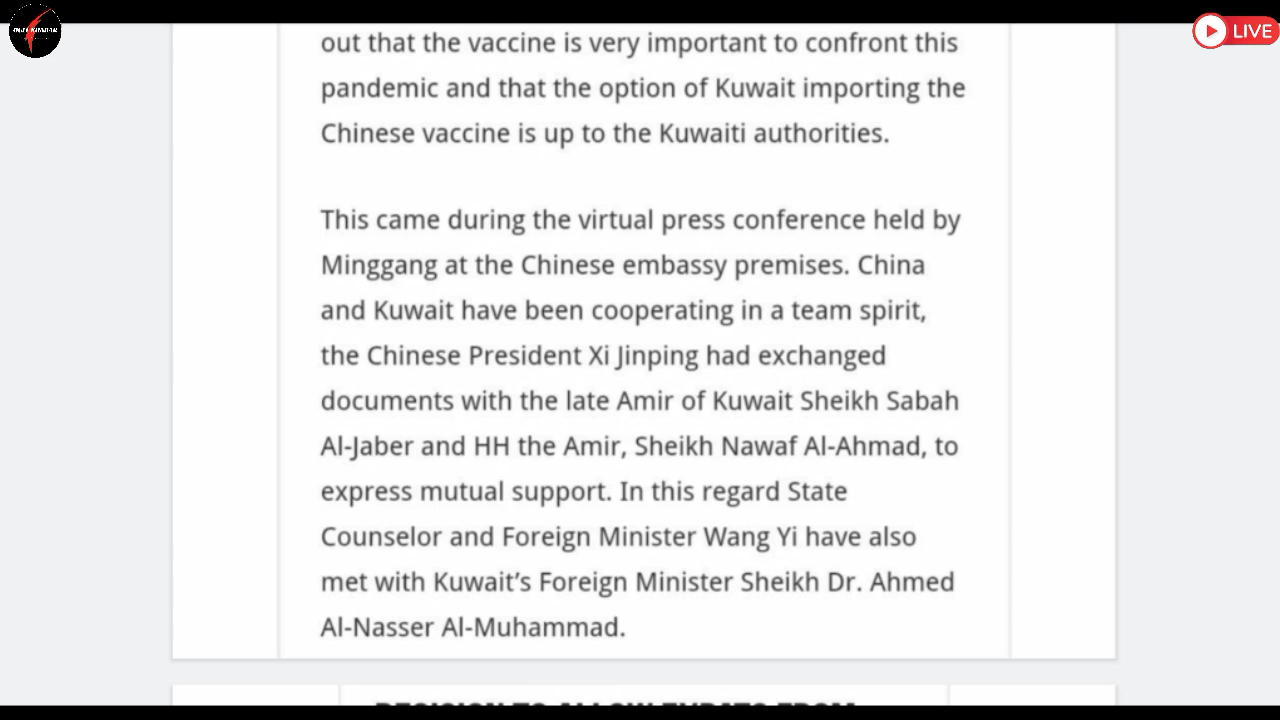 LIVE
out that the vaccine is very important to confront this
pandemic and that the option of Kuwait importing the
Chinese vaccine is up to the Kuwaiti authorities.
This came during the virtual press conference held by
Minggang at the Chinese embassy premises. China
and Kuwait have been cooperating in a team spirit,
the Chinese President Xi Jinping had exchanged
documents with the late Amir of Kuwait Sheikh Sabah
Al-Jaber and HH the Amir, Sheikh Nawaf Al-Ahmad, to
express mutual support. In this regard State
Counselor and Foreign Minister Wang Yi have also
met with Kuwait’s Foreign Minister Sheikh Dr. Ahmed
Al-Nasser Al-Muhammad.
DECISION TO ALLOW EXPATS FROM